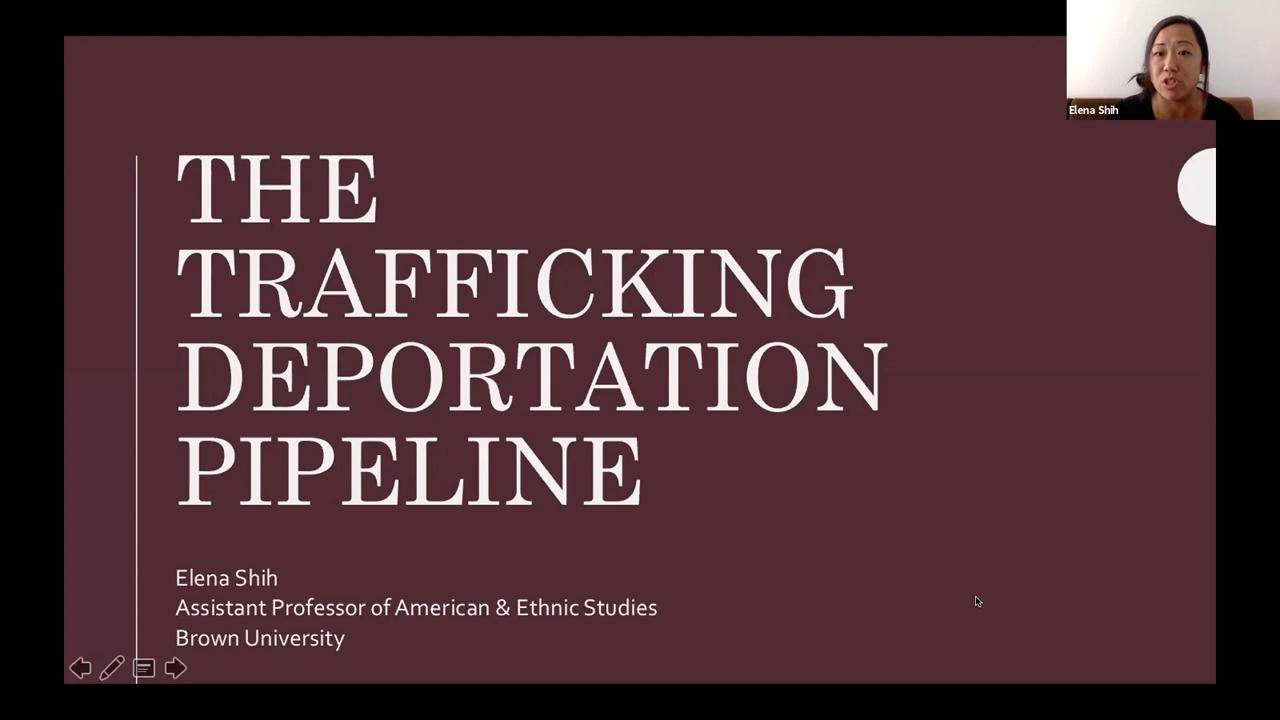 Elena Shih
THE
TRAFFICKING
DEPORTATION
PIPELINE
Elena Shih
Assistant Professor of American & Ethnic Studies
Brown University